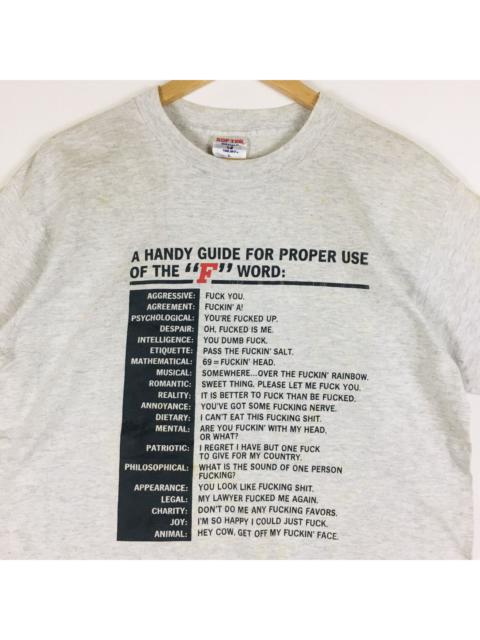 L
A HANDY GUIDE FOR PROPER USE
OF THE "F" WORD:
AGGRESSIVE: FUCK YOU.
AGREEMENT: FUCKIN' A!
PSYCHOLOGICAL: YOU'RE FUCKED UP.
DESPAIR: OH, FUCKED IS ME.
INTELLIGENCE: YOU DUMB FUCK.
ETIQUETTE: PASS THE FUCKIN' SALT.
MATHEMATICAL: 69 = FUCKIN' HEAD.
MUSICAL: SOMEWHERE...OVER THE FUCKIN' RAINBOW.
ROMANTIC: SWEET THING, PLEASE LET ME FUCK YOU.
REALITY: IT IS BETTER TO FUCK THAN BE FUCKED.
ANNOYANCE: YOU'VE GOT SOME FUCKING NERVE.
DIETARY: I CAN'T EAT THIS FUCKING SHIT.
MENTAL: ARE YOU FUCKIN' WITH MY HEAD,
OR WHAT?
PATRIOTIC: I REGRET I HAVE BUT ONE FUCK
TO GIVE FOR MY COUNTRY.
PHILOSOPHICAL: WHAT IS THE SOUND OF ONE PERSON
FUCKING?
APPEARANCE: YOU LOOK LIKE FUCKING SHIT.
LEGAL: MY LAWYER FUCKED ME AGAIN.
CHARITY: DON'T DO ME ANY FUCKING FAVORS.
JOY: I'M SO HAPPY I COULD JUST FUCK.
ANIMAL: HEY COW, GET OFF MY FUCKIN' FACE.